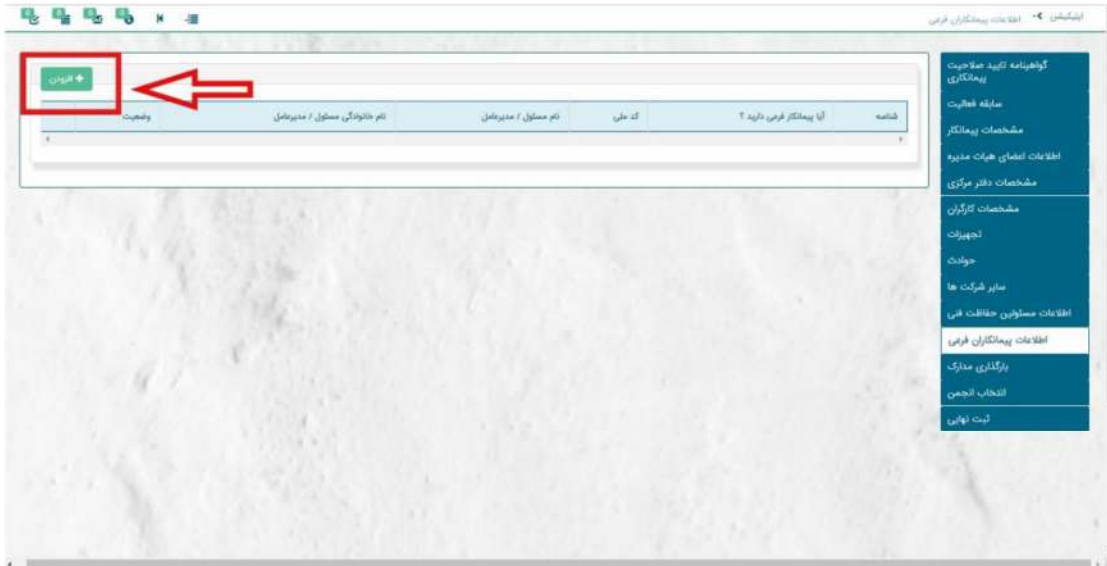 اپلیکیشن
اطلاعات پیمانکاران فرعی
افزودن
شناسه
آیا پیمانکار فرعی دارید ؟
کد ملی
نام مسئول / مدیرعامل
نام خانوادگی مسئول / مدیرعامل
وضعیت
گواهینامه تایید صلاحیت
پیمانکاری
سابقه فعالیت
مشخصات پیمانکار
اطلاعات اعضای هیات مدیره
مشخصات دفتر مرکزی
مشخصات کارگران
تجهیزات
حوادث
سایر شرکت ها
اطلاعات مسئولین حفاظت فنی
اطلاعات پیمانکاران فرعی
بارگذاری مدارک
انتخاب انجمن
ثبت نهایی